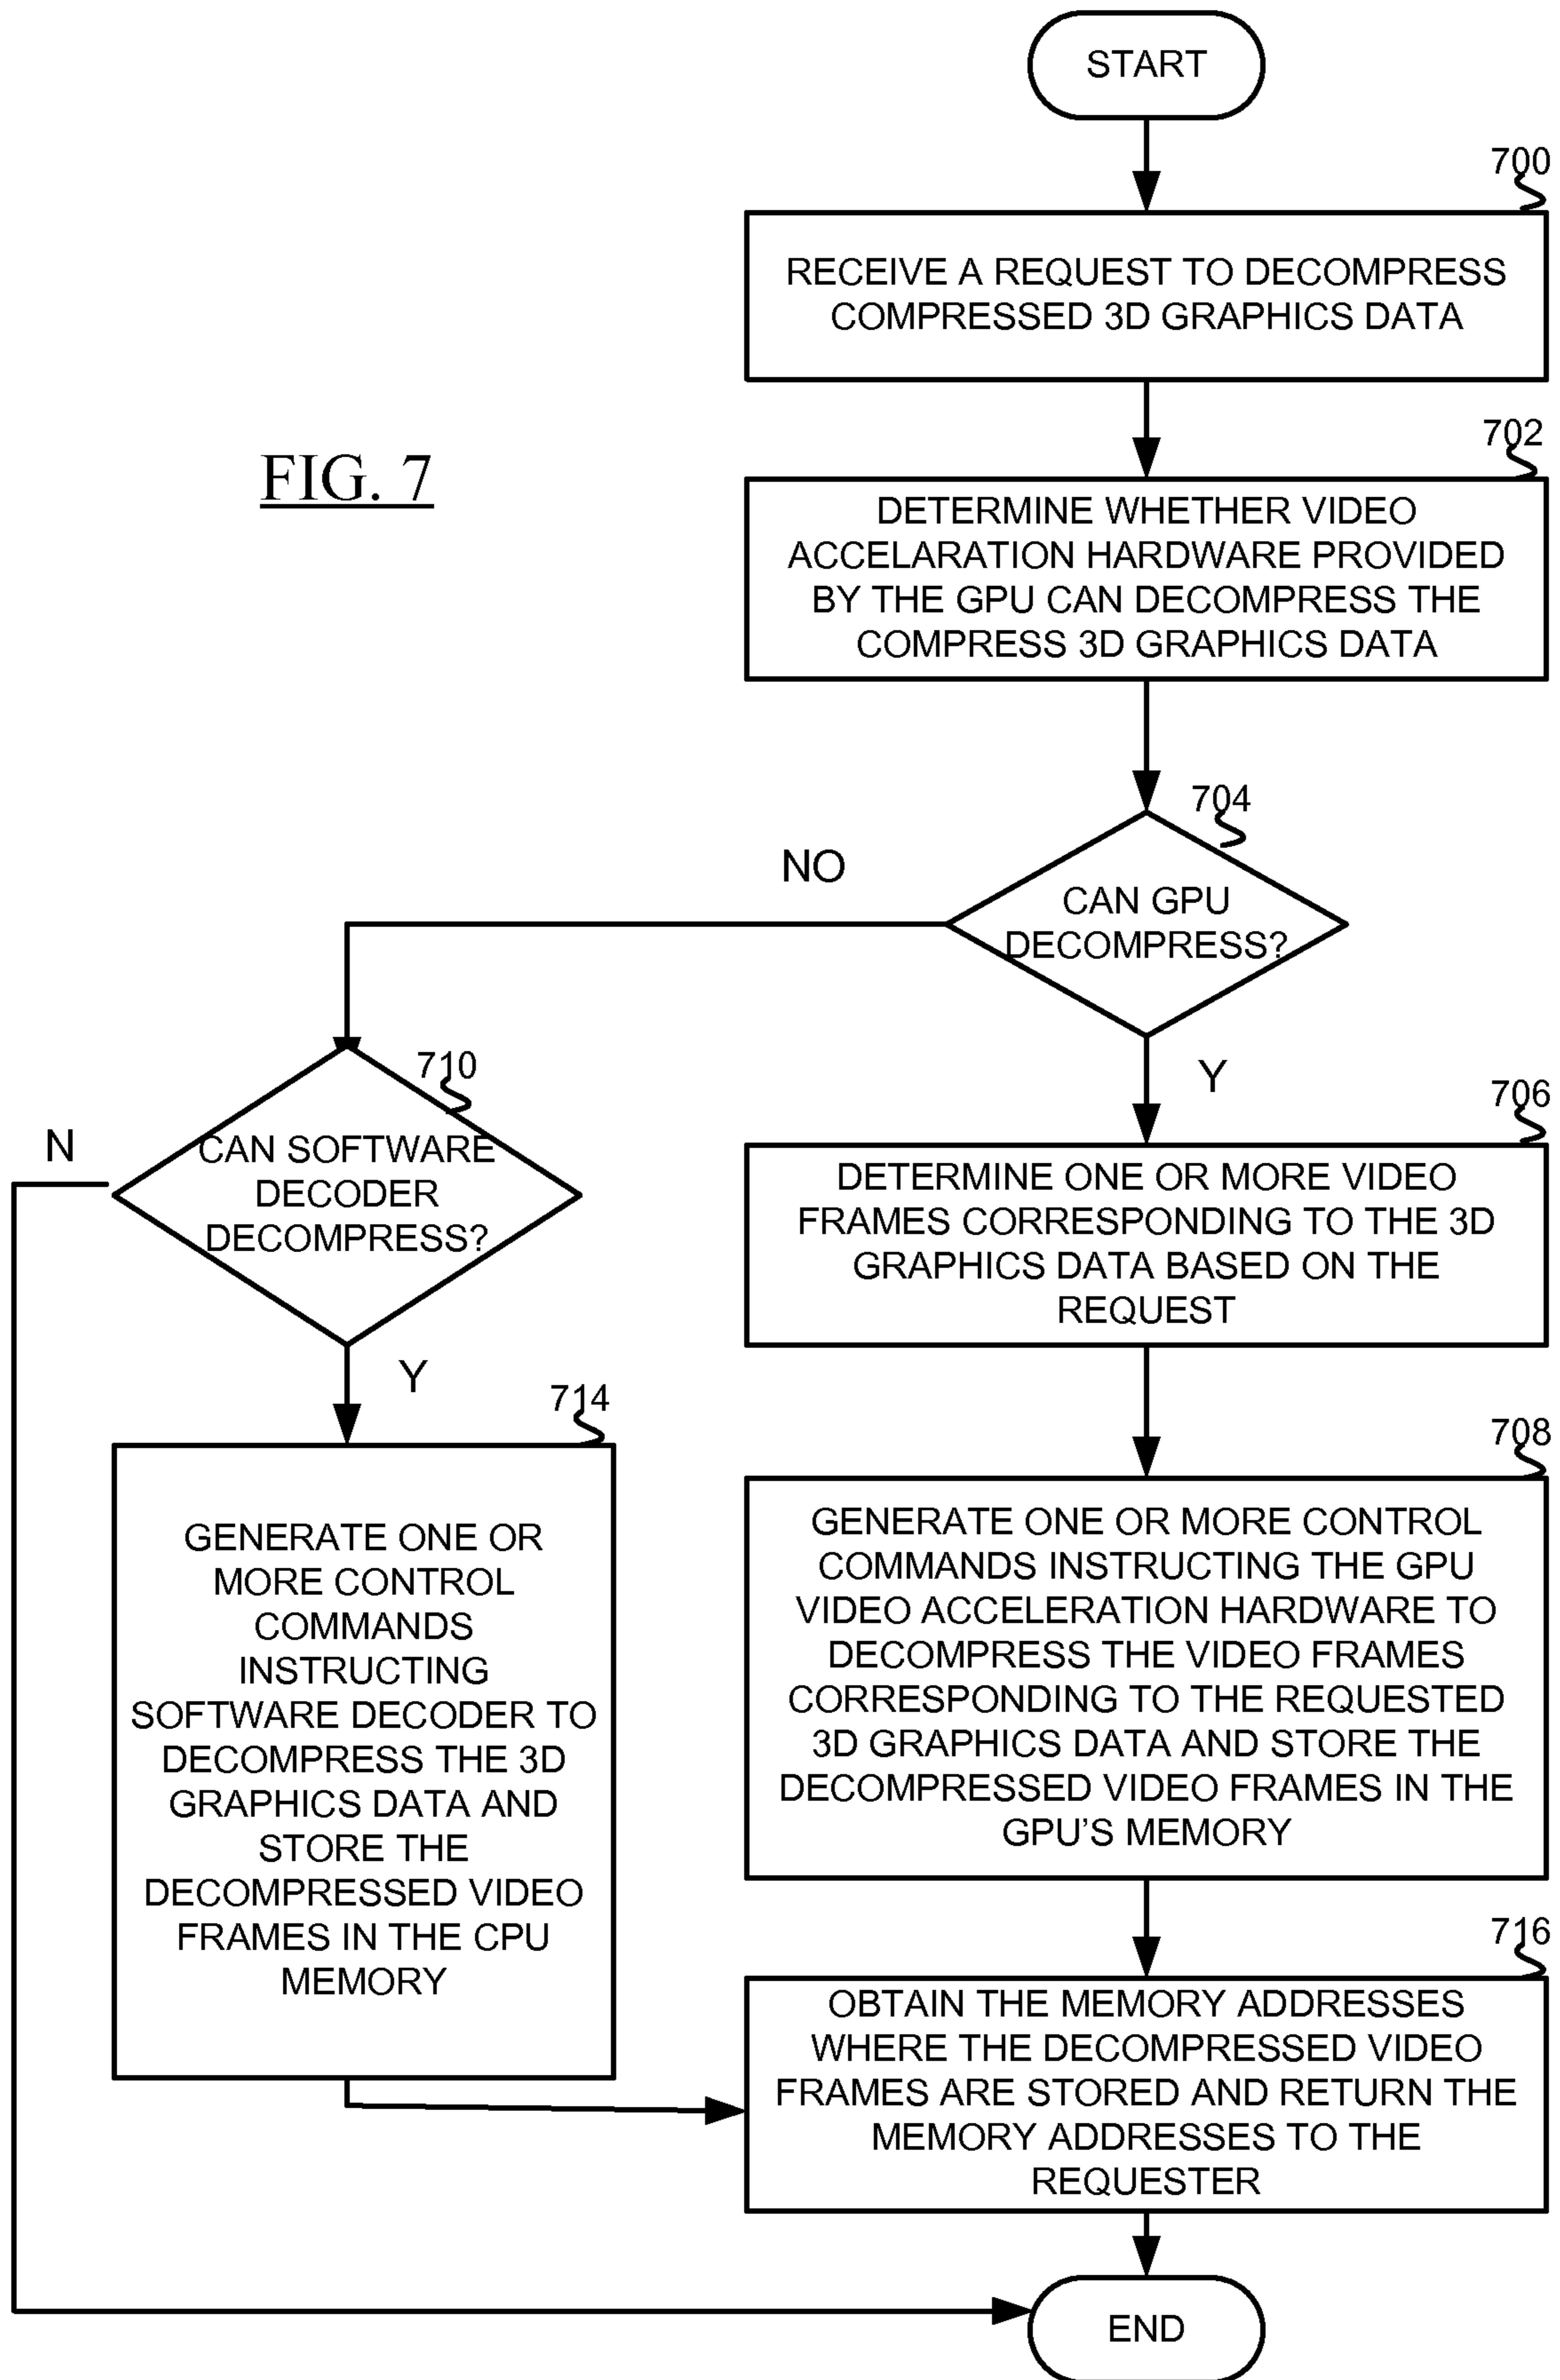 START
700
RECEIVE A REQUEST TO DECOMPRESS
COMPRESSED 3D GRAPHICS DATA
702
FIG. 7
DETERMINE WHETHER VIDEO
ACCELARATION HARDWARE PROVIDED
BY THE GPU CAN DECOMPRESS THE
COMPRESS 3D GRAPHICS DATA
704
NO
CAN GPU
DECOMPRESS?
710
Y
N
CAN SOFTWARE
DECODER
DECOMPRESS?
706
DETERMINE ONE OR MORE VIDEO
FRAMES CORRESPONDING TO THE 3D
GRAPHICS DATA BASED ON THE
REQUEST
Y
714
GENERATE ONE OR
MORE CONTROL
COMMANDS
INSTRUCTING
SOFTWARE DECODER TO
DECOMPRESS THE 3D
GRAPHICS DATA AND
STORE THE
DECOMPRESSED VIDEO
FRAMES IN THE CPU
MEMORY
708
GENERATE ONE OR MORE CONTROL
COMMANDS INSTRUCTING THE GPU
VIDEO ACCELERATION HARDWARE TO
DECOMPRESS THE VIDEO FRAMES
CORRESPONDING TO THE REQUESTED
3D GRAPHICS DATA AND STORE THE
DECOMPRESSED VIDEO FRAMES IN THE
GPU'S MEMORY
716
OBTAIN THE MEMORY ADDRESSES
WHERE THE DECOMPRESSED VIDEO
FRAMES ARE STORED AND RETURN THE
MEMORY ADDRESSES TO THE
REQUESTER
END